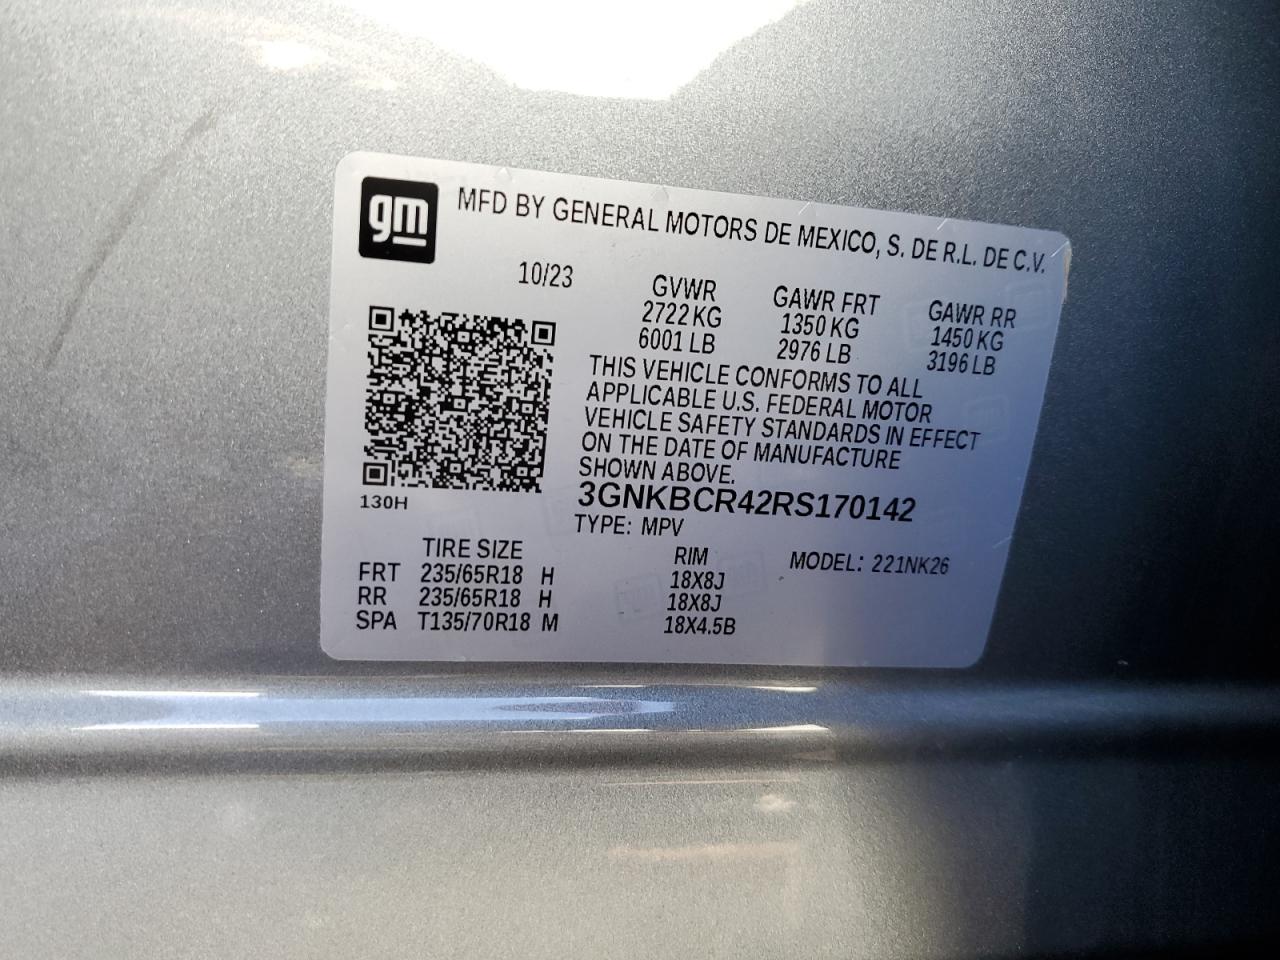 gm
MFD BY GENERAL MOTORS DE MEXICO, S. DE R.L. DE C.V.
10/23 GVWR GAWR FRT GAWR RR
2722 KG 1350 KG 1450 KG
6001 LB 2976 LB 3196 LB
THIS VEHICLE CONFORMS TO ALL
APPLICABLE U.S. FEDERAL MOTOR
VEHICLE SAFETY STANDARDS IN EFFECT
ON THE DATE OF MANUFACTURE
SHOWN ABOVE.
130H
3GNKBCR42RS170142
TYPE: MPV
TIRE SIZE RIM MODEL: 221NK26
FRT 235/65R18 H 18X8J
RR 235/65R18 H 18X8J
SPA T135/70R18 M 18X4.5B